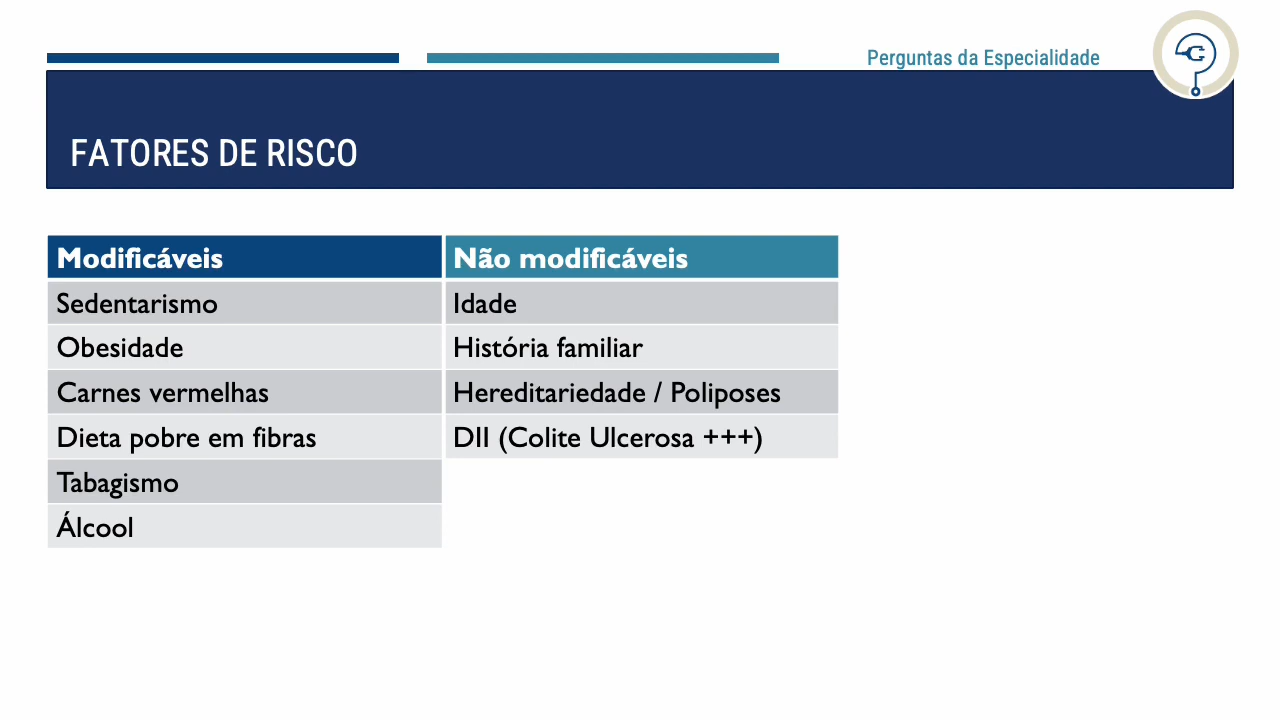 Perguntas da Especialidade
FATORES DE RISCO
Modificáveis
Não modificáveis
Sedentarismo
Idade
Obesidade
História familiar
Carnes vermelhas
Hereditariedade / Poliposes
Dieta pobre em fibras
DII (Colite Ulcerosa +++)
Tabagismo
Álcool